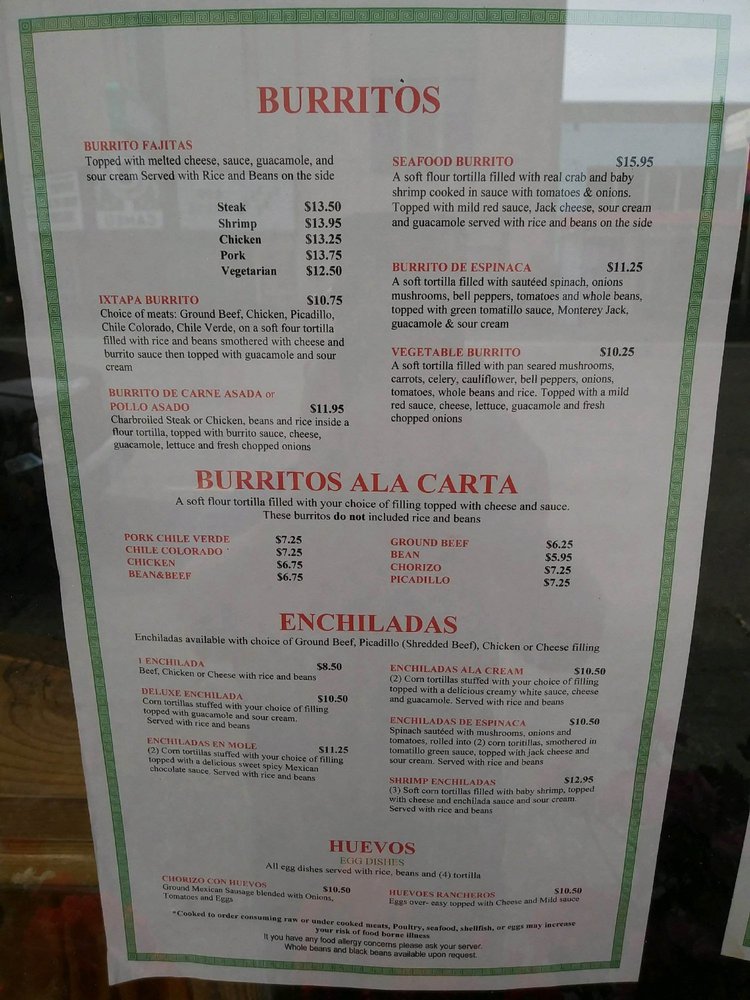 BURRITOS
BURRITO FAJITAS
Topped with melted cheese, sauce, guacamole, and
sour cream Served with Rice and Beans on the side
Steak $13.50
Shrimp $13.95
Chicken $13.25
Pork $13.75
Vegetarian $12.50
IXTAPA BURRITO $10.75
Choice of meats: Ground Beef, Chicken, Picadillo,
Chile Colorado, Chile Verde, on a soft four tortilla
filled with rice and beans smothered with cheese and
burrito sauce then topped with guacamole and sour
cream
BURRITO DE CARNE ASADA or
POLLO ASADO $11.95
Charbroiled Steak or Chicken, beans and rice inside a
flour tortilla, topped with burrito sauce, cheese,
guacamole, lettuce and fresh chopped onions
SEAFOOD BURRITO $15.95
A soft flour tortilla filled with real crab and baby
shrimp cooked in sauce with tomatoes & onions.
Topped with mild red sauce, Jack cheese, sour cream
and guacamole served with rice and beans on the side
BURRITO DE ESPINACA $11.25
A soft tortilla filled with sautéed spinach, onions
mushrooms, bell peppers, tomatoes and whole beans,
topped with green tomatillo sauce, Monterey Jack,
guacamole & sour cream
VEGETABLE BURRITO $10.25
A soft tortilla filled with pan seared mushrooms,
carrots, celery, cauliflower, bell peppers, onions,
tomatoes, whole beans and rice. Topped with a mild
red sauce, cheese, lettuce, guacamole and fresh
chopped onions
BURRITOS ALA CARTA
A soft flour tortilla filled with your choice of filling topped with cheese and sauce.
These burritos do not included rice and beans
PORK CHILE VERDE $7.25
CHILE COLORADO $7.25
CHICKEN $6.75
BEAN&BEEF $6.75
GROUND BEEF $6.25
BEAN $5.95
CHORIZO $7.25
PICADILLO $7.25
ENCHILADAS
Enchiladas available with choice of Ground Beef, Picadillo (Shredded Beef), Chicken or Cheese filling
1 ENCHILADA $8.50
Beef, Chicken or Cheese with rice and beans
DELUXE ENCHILADA $10.50
Corn tortillas stuffed with your choice of filling
topped with guacamole and sour cream.
Served with rice and beans
ENCHILADAS EN MOLE $11.25
(2) Corn tortillas stuffed with your choice of filling
topped with a delicious sweet spicy Mexican
chocolate sauce. Served with rice and beans
ENCHILADAS ALA CREAM $10.50
(2) Corn tortillas stuffed with your choice of filling
topped with a delicious creamy white sauce, cheese
and guacamole. Served with rice and beans
ENCHILADAS DE ESPINACA $10.50
Spinach sautéed with mushrooms, onions and
tomatoes, rolled into (2) corn toritillas, smothered in
tomatillo green sauce, topped with jack cheese and
sour cream. Served with rice and beans
SHRIMP ENCHILADAS $12.95
(3) Soft corn tortillas filled with baby shrimp, topped
with cheese and enchilada sauce and sour cream.
Served with rice and beans
HUEVOS
EGG DISHES
All egg dishes served with rice, beans and (4) tortilla
CHORIZO CON HUEVOS $10.50
Ground Mexican Sausage blended with Onions,
Tomatoes and Eggs
HUEVOES RANCHEROS $10.50
Eggs over- easy topped with Cheese and Mild sauce
*Cooked to order consuming raw or under cooked meats, Poultry, seafood, shellfish, or eggs may increase
your risk of food borne illness
It you have any food allergy concerns please ask your server.
Whole beans and black beans available upon request.